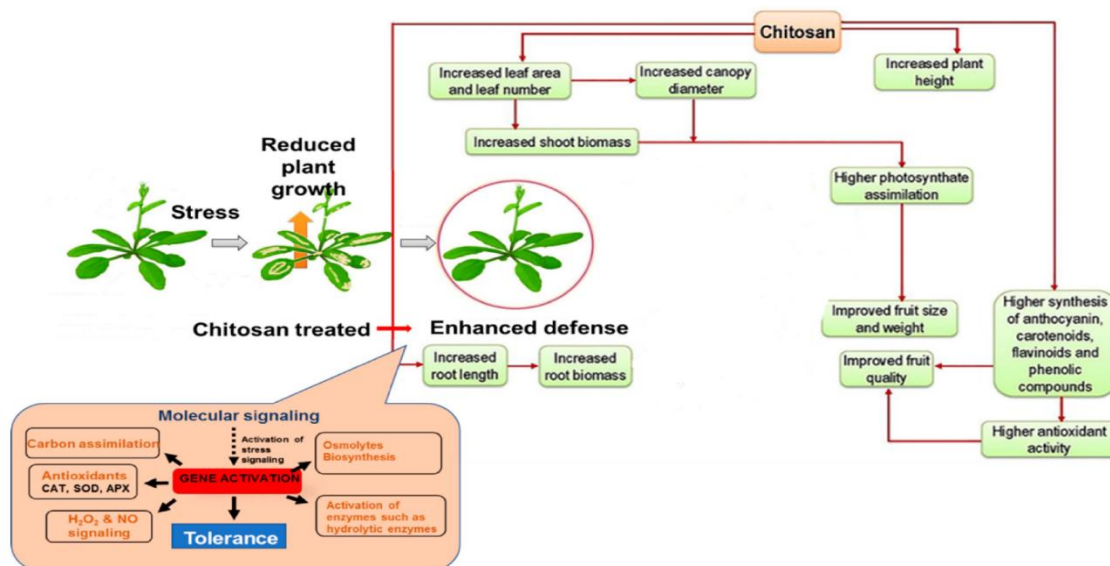 Chitosan
Increased leaf area
and leaf number
Increased canopy
diameter
Increased plant
height
Increased shoot biomass
Reduced
plant
growth
Higher photosynthate
assimilation
Stress
Chitosan treated
Enhanced defense
Improved fruit size
and weight
Higher synthesis
of anthocyanin,
carotenoids,
flavinoids and
phenolic
compounds
Increased
root length
Increased
root biomass
Improved fruit
quality
Higher antioxidant
activity
Molecular signaling
Activation of
stress
signaling
Carbon assimilation
Osmolytes
Biosynthesis
Antioxidants
CAT, SOD, APX
GENE ACTIVATION
H₂O₂ & NO
signaling
Activation of
enzymes such as
hydrolytic enzymes
Tolerance